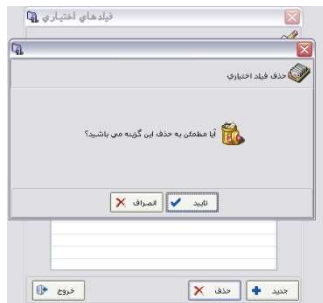 فیلدهای اختیاری
حذف فیلد اختیاری
آیا مطمئن به حذف این گزینه می باشید؟
تایید
انصراف
جدید
حذف
خروج